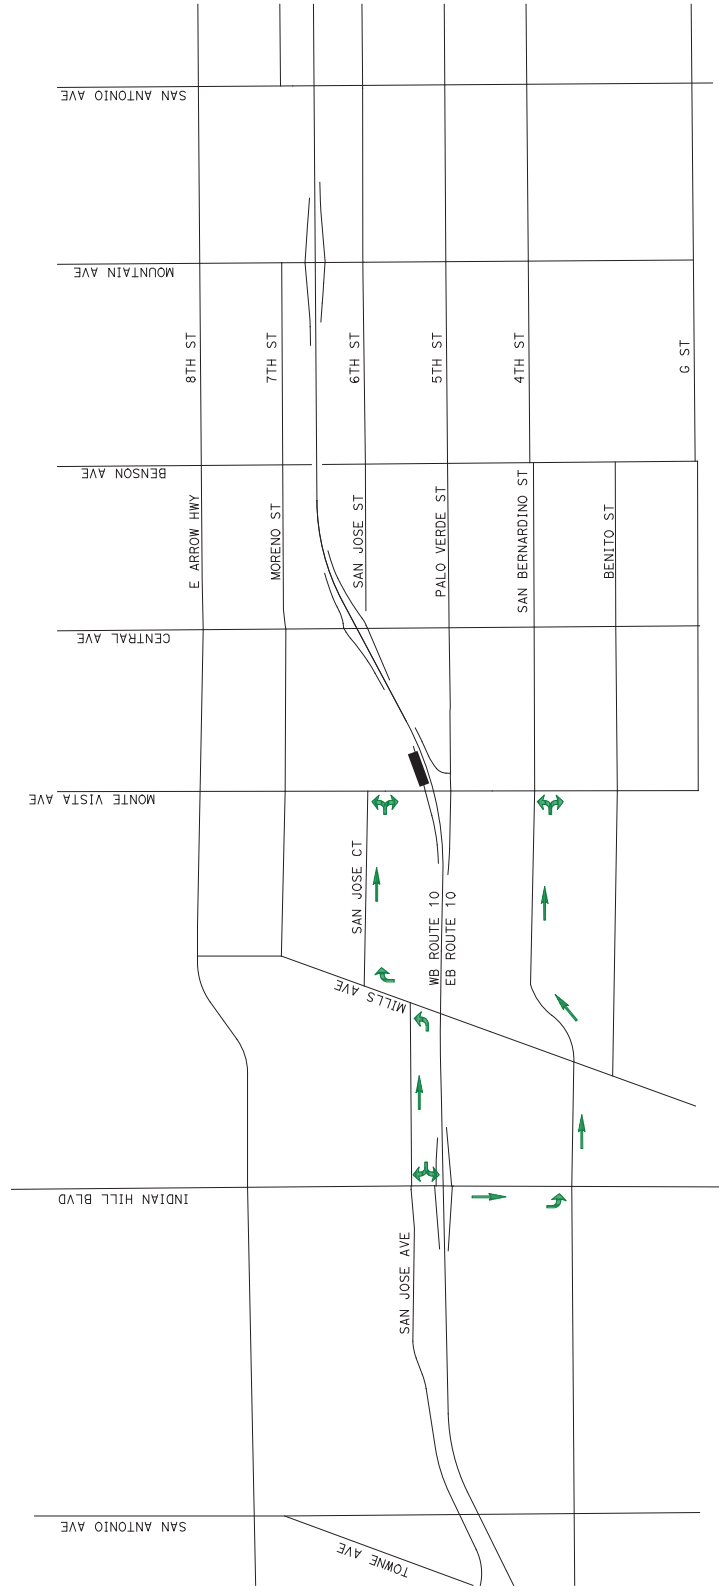 SAN ANTONIO AVE
MOUNTAIN AVE
8TH ST
7TH ST
6TH ST
5TH ST
4TH ST
G ST
BENSON AVE
E ARROW HWY
MORENO ST
SAN JOSE ST
PALO VERDE ST
SAN BERNARDINO ST
BENITO ST
CENTRAL AVE
MONTE VISTA AVE
SAN JOSE CT
WB ROUTE 10
EB ROUTE 10
MILLS AVE
INDIAN HILL BLVD
SAN JOSE AVE
SAN ANTONIO AVE
TOWNE AVE